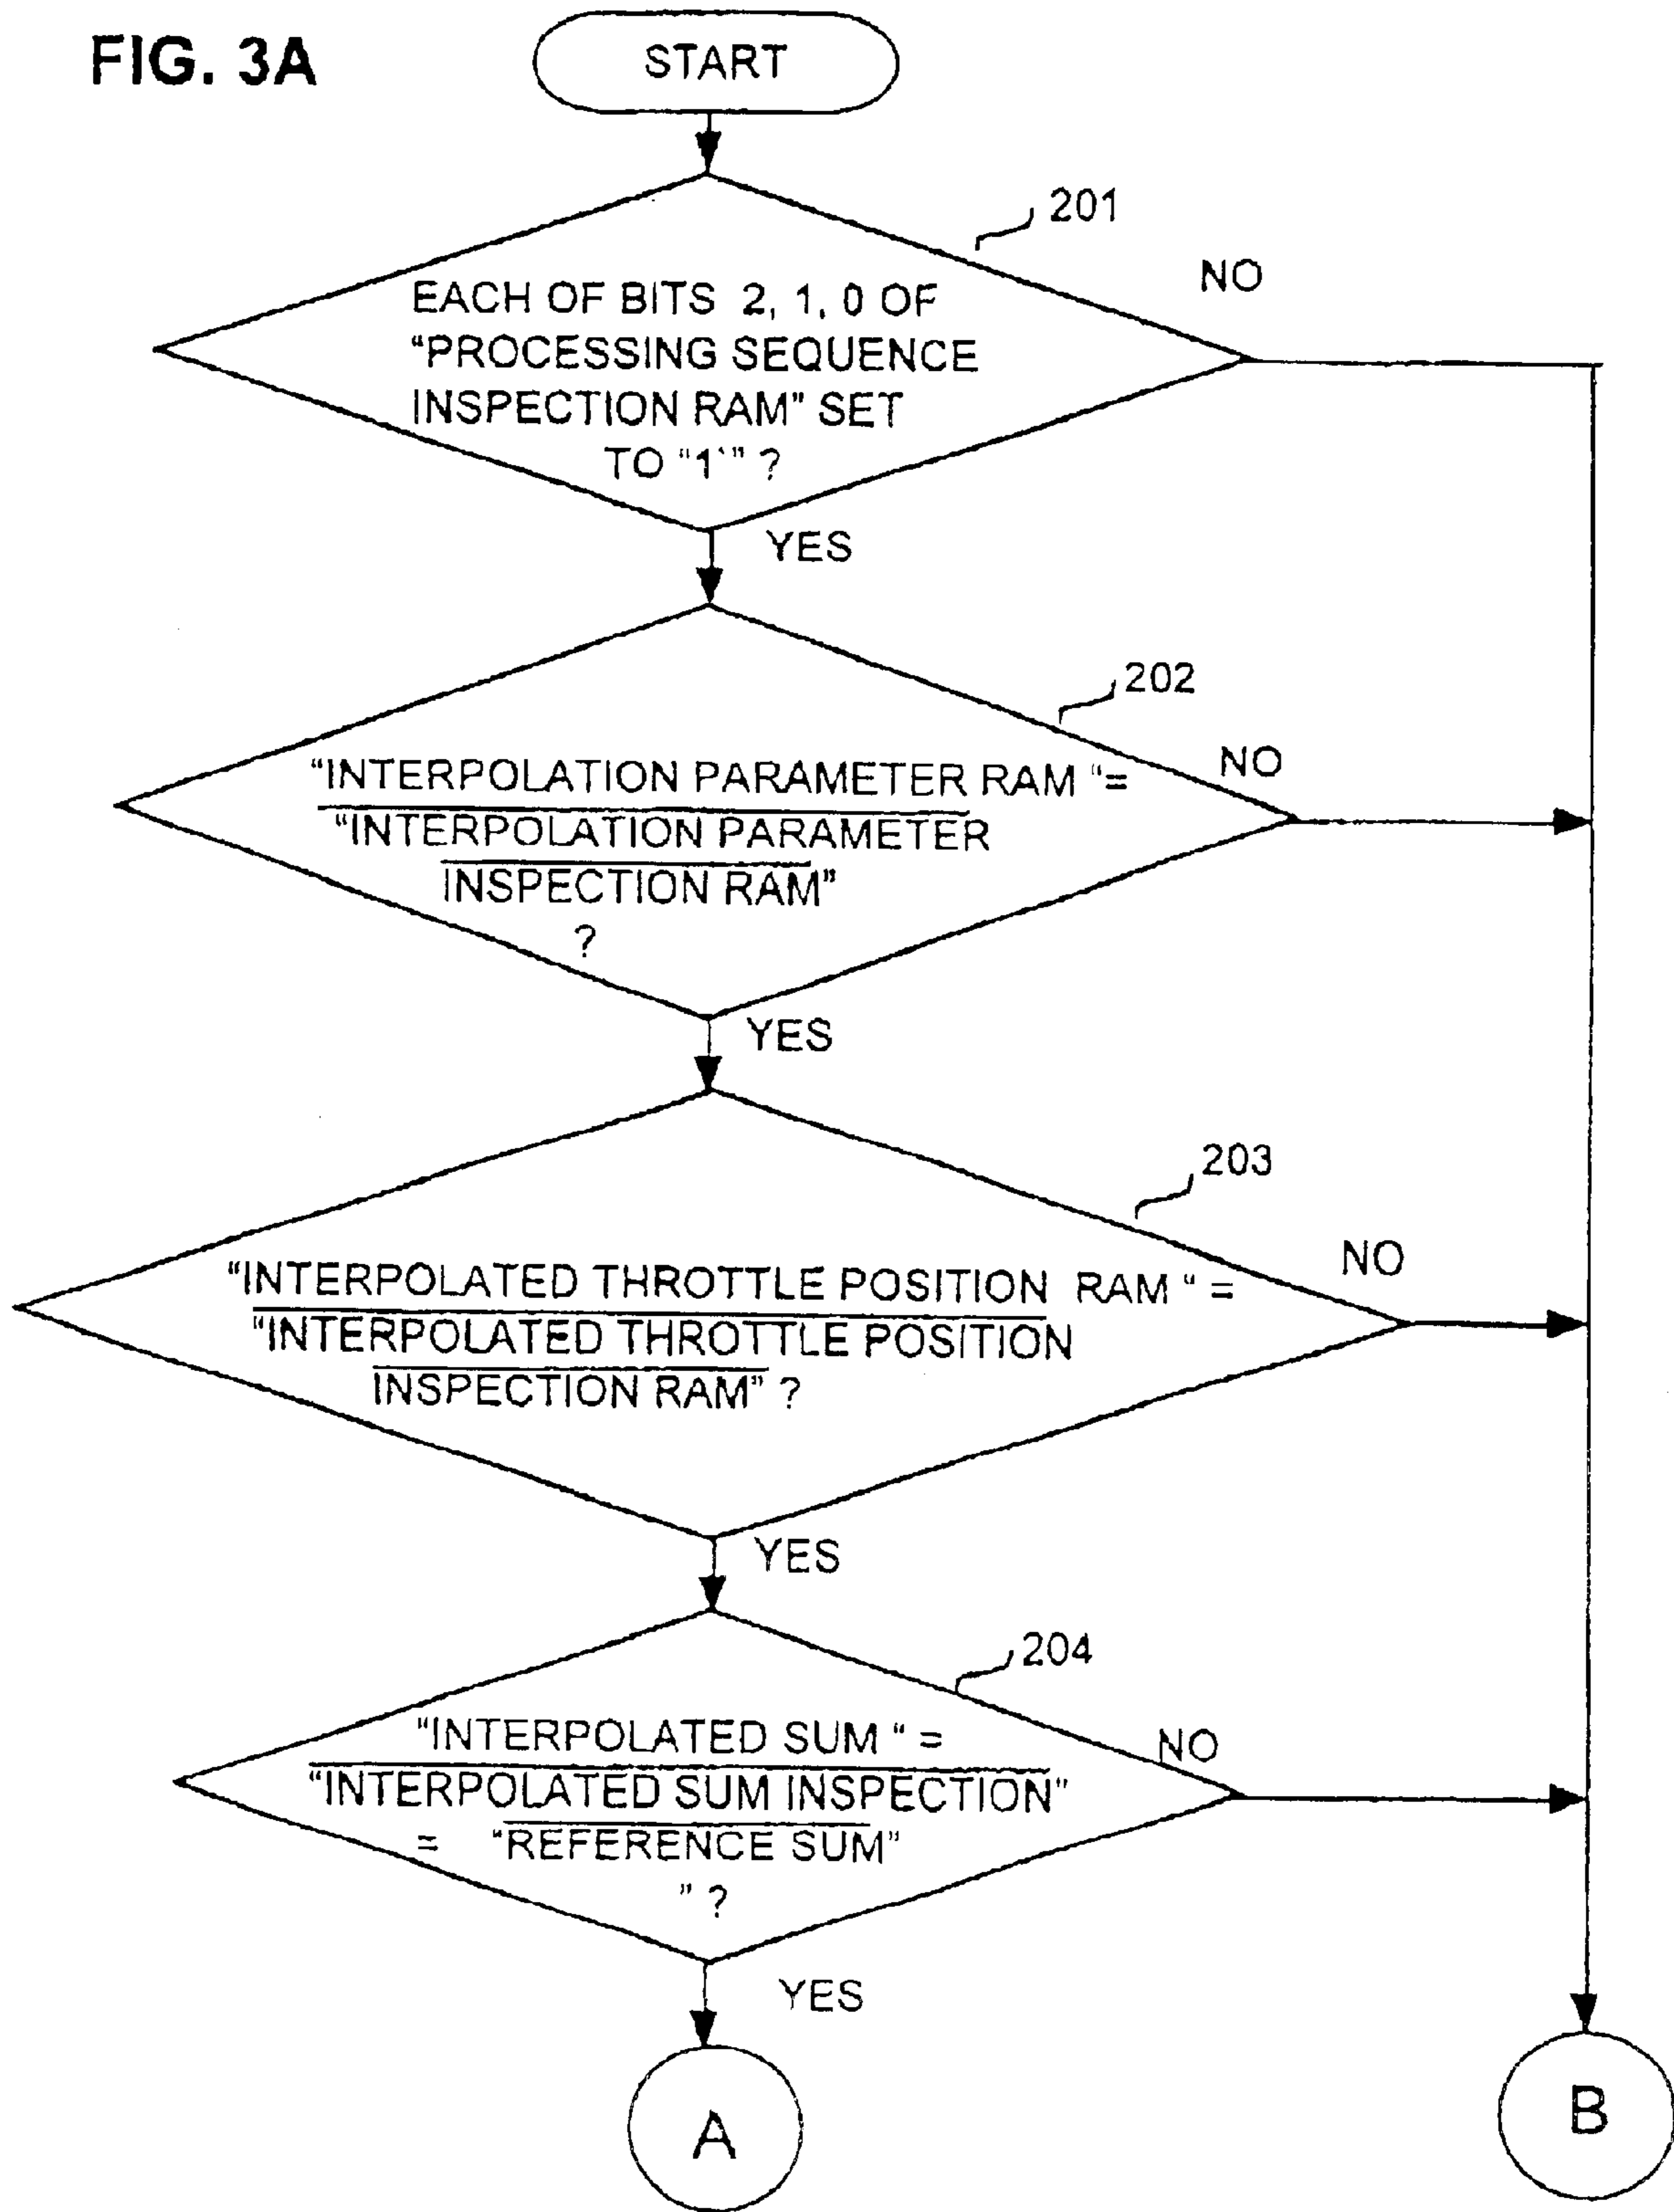 FIG. 3A
START
201
NO
EACH OF BITS 2, 1, 0 OF
“PROCESSING SEQUENCE
INSPECTION RAM” SET
TO “1`” ?
YES
202
NO
“INTERPOLATION PARAMETER RAM “=
“INTERPOLATION PARAMETER
INSPECTION RAM”
?
YES
203
NO
“INTERPOLATED THROTTLE POSITION RAM “ =
“INTERPOLATED THROTTLE POSITION
INSPECTION RAM” ?
YES
204
NO
“INTERPOLATED SUM “ =
“INTERPOLATED SUM INSPECTION”
= “REFERENCE SUM”
” ?
YES
A
B